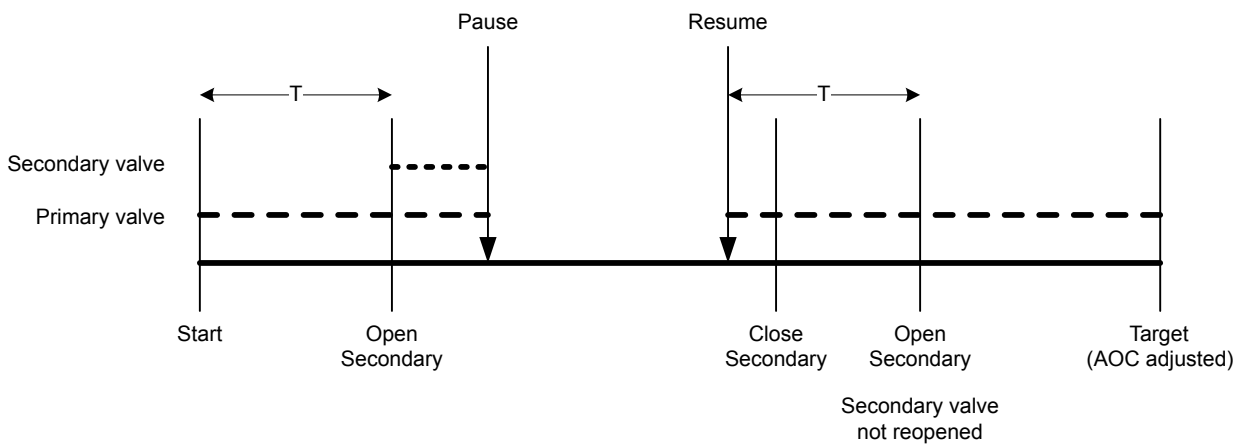 Pause
Resume
T
T
Secondary valve
Primary valve
Start
Open
Secondary
Close
Secondary
Open
Secondary
Target
(AOC adjusted)
Secondary valve
not reopened